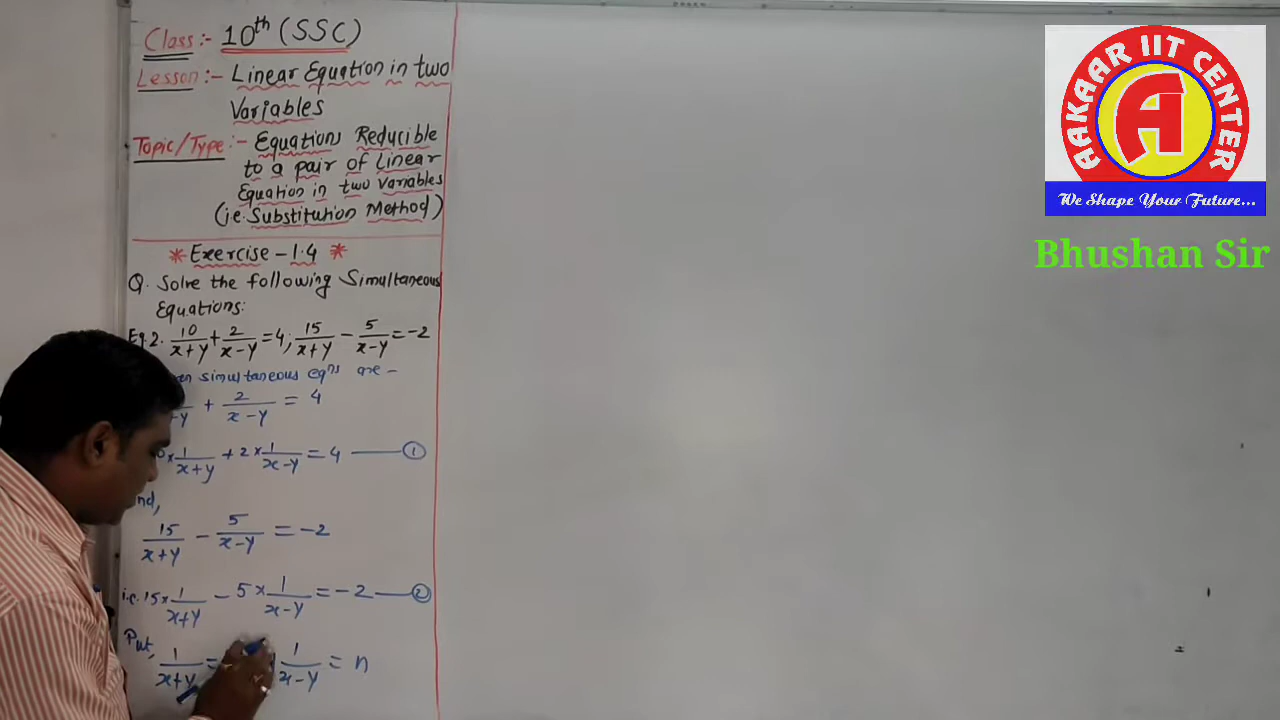 Class:- 10th (SSC)
Lesson:- Linear Equation in two
Variables
Topic/Type:- Equations Reducible
to a pair of Linear
Equation in two variables
(i.e. Substitution Method)
* Exercise-1.4 *
Q. Solve the following Simultaneous
Equations:
Eg.2. 10/(x+y) + 2/(x-y) = 4; 15/(x+y) - 5/(x-y) = -2
simultaneous eqns are -
+ 2/(x-y) = 4
× 1/(x+y) + 2 × 1/(x-y) = 4 —— ①
15/(x+y) - 5/(x-y) = -2
i.e. 15 × 1/(x+y) - 5 × 1/(x-y) = -2 —— ②
Put,
1/(x+y) = 1/(x-y) = n
AAKAAR IIT CENTER
A
We Shape Your Future...
Bhushan Sir